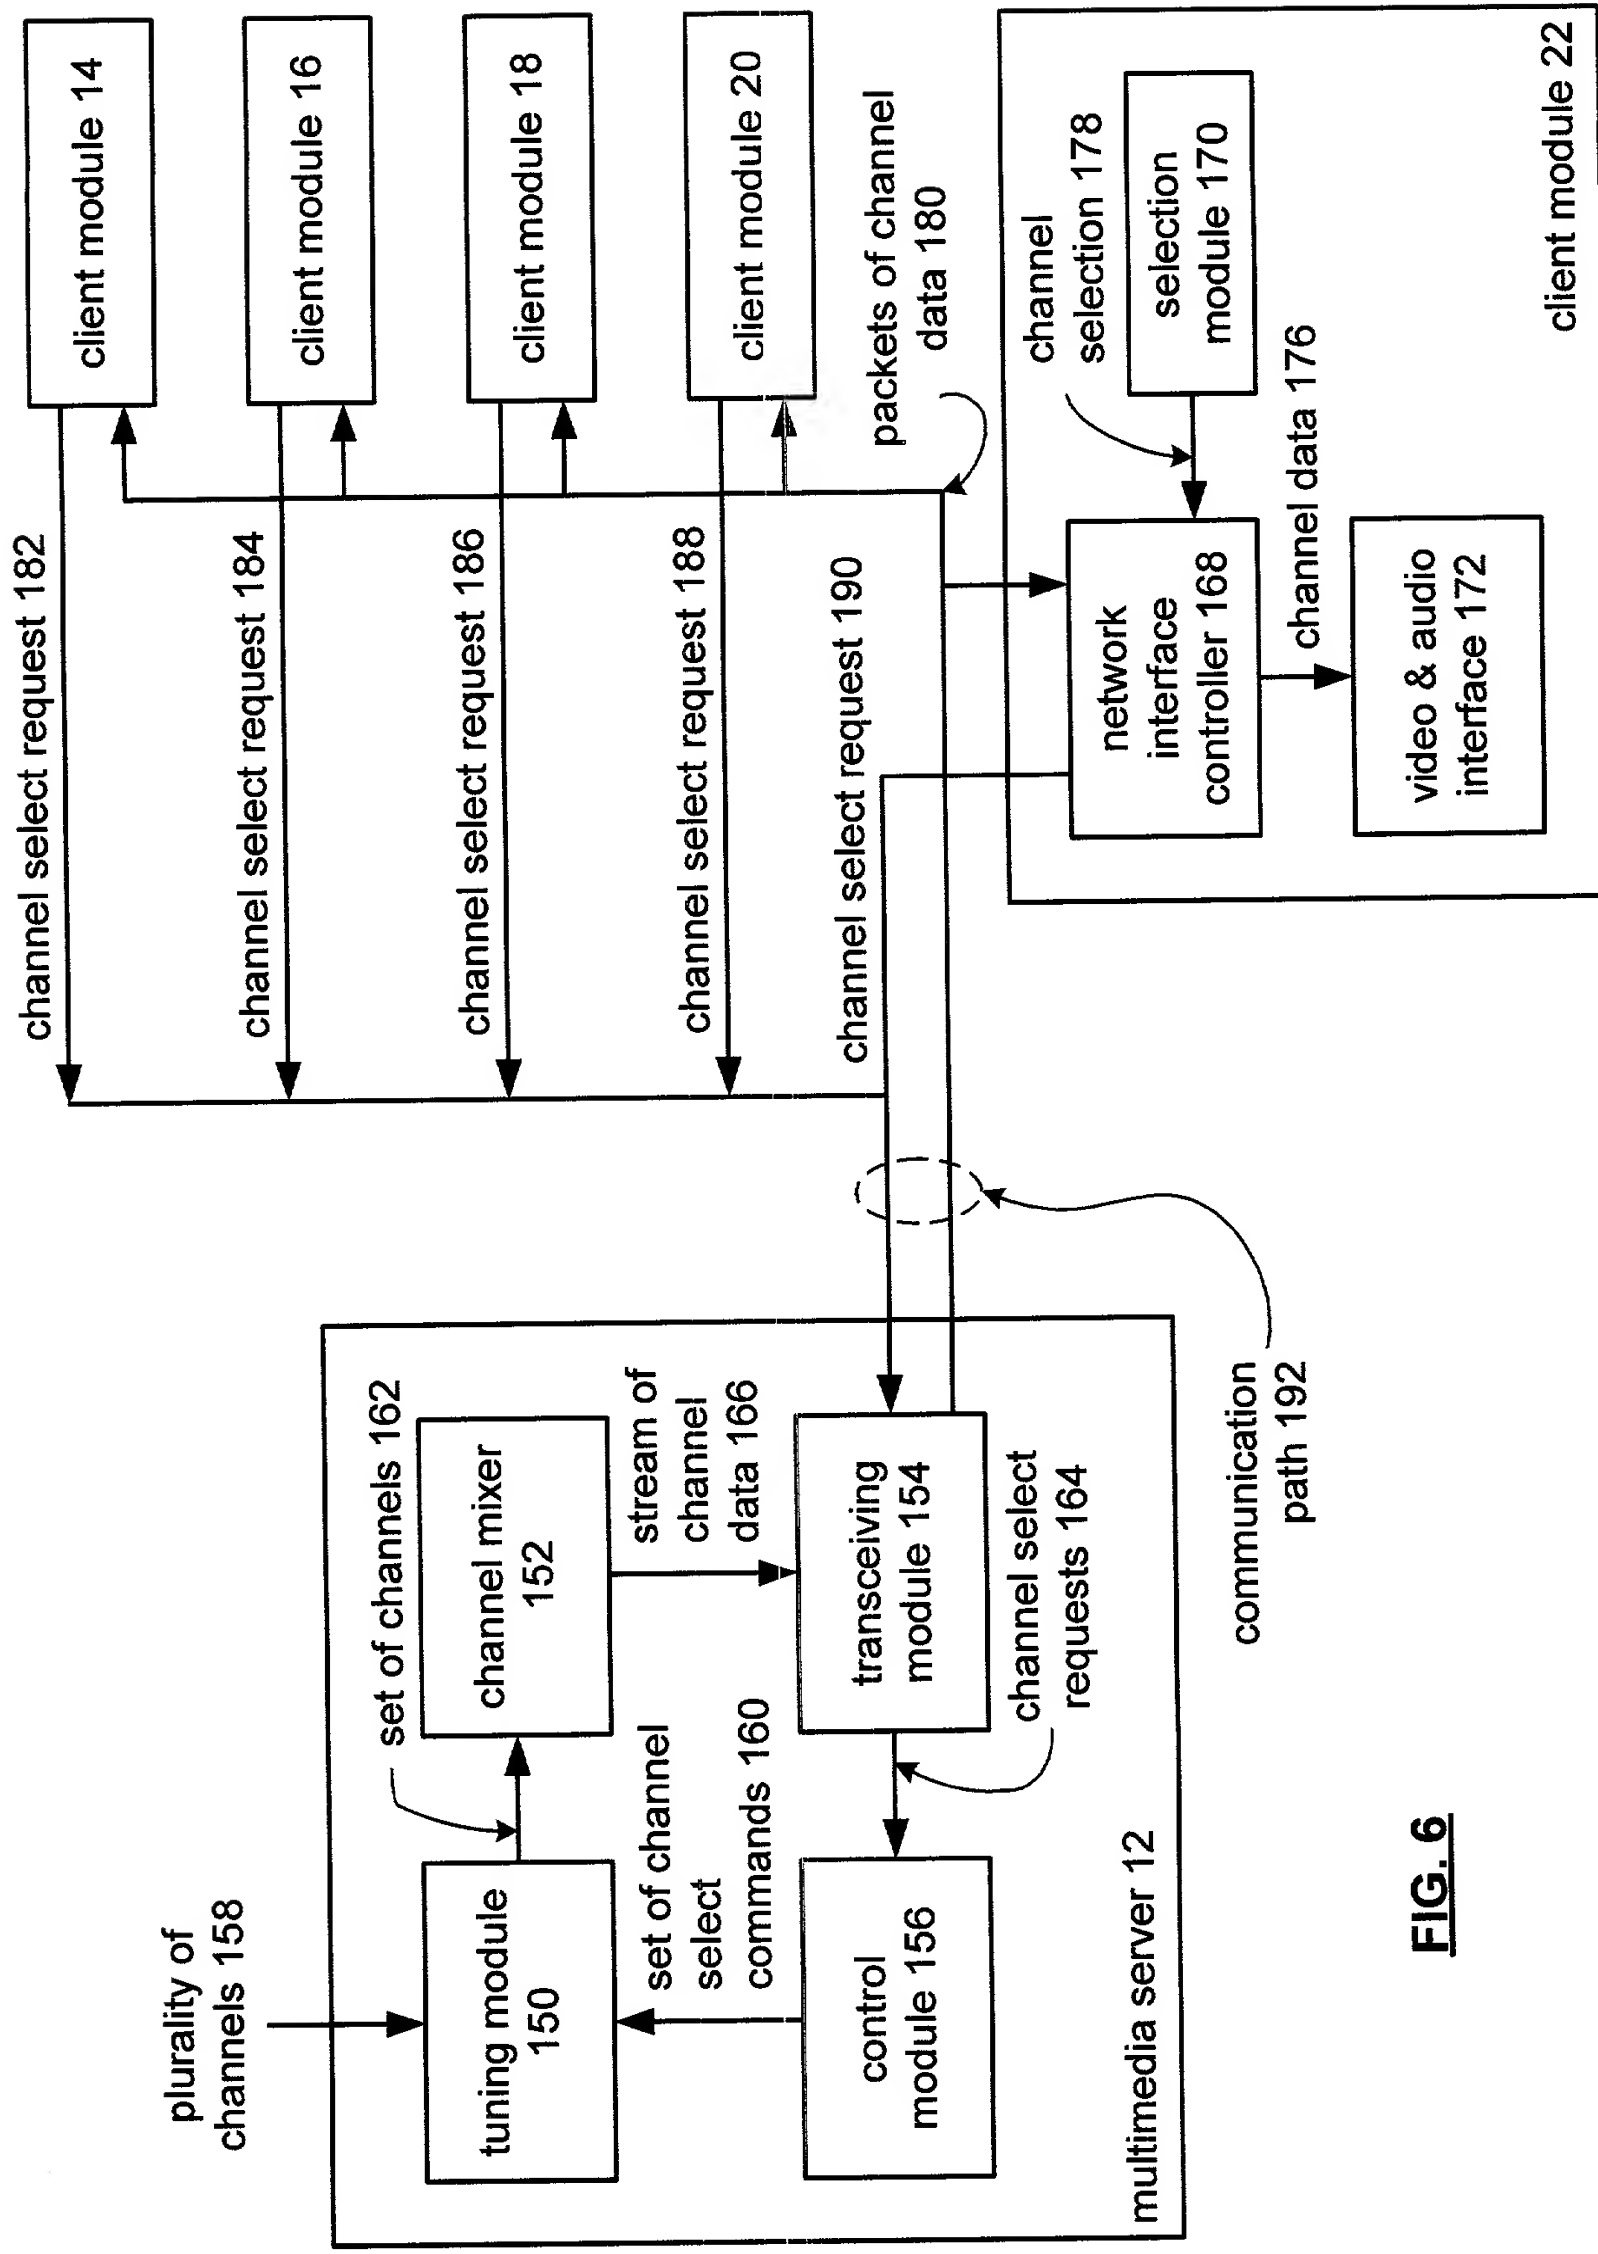 plurality of
channels 158
tuning module
150
set of channels 162
channel mixer
152
set of channel
select
commands 160
stream of
channel
data 166
control
module 156
transceiving
module 154
channel select
requests 164
multimedia server 12
communication
path 192
channel select request 182
client module 14
channel select request 184
client module 16
channel select request 186
client module 18
channel select request 188
client module 20
channel select request 190
packets of channel
data 180
channel
selection 178
selection
module 170
network
interface
controller 168
channel data 176
video & audio
interface 172
client module 22
FIG. 6